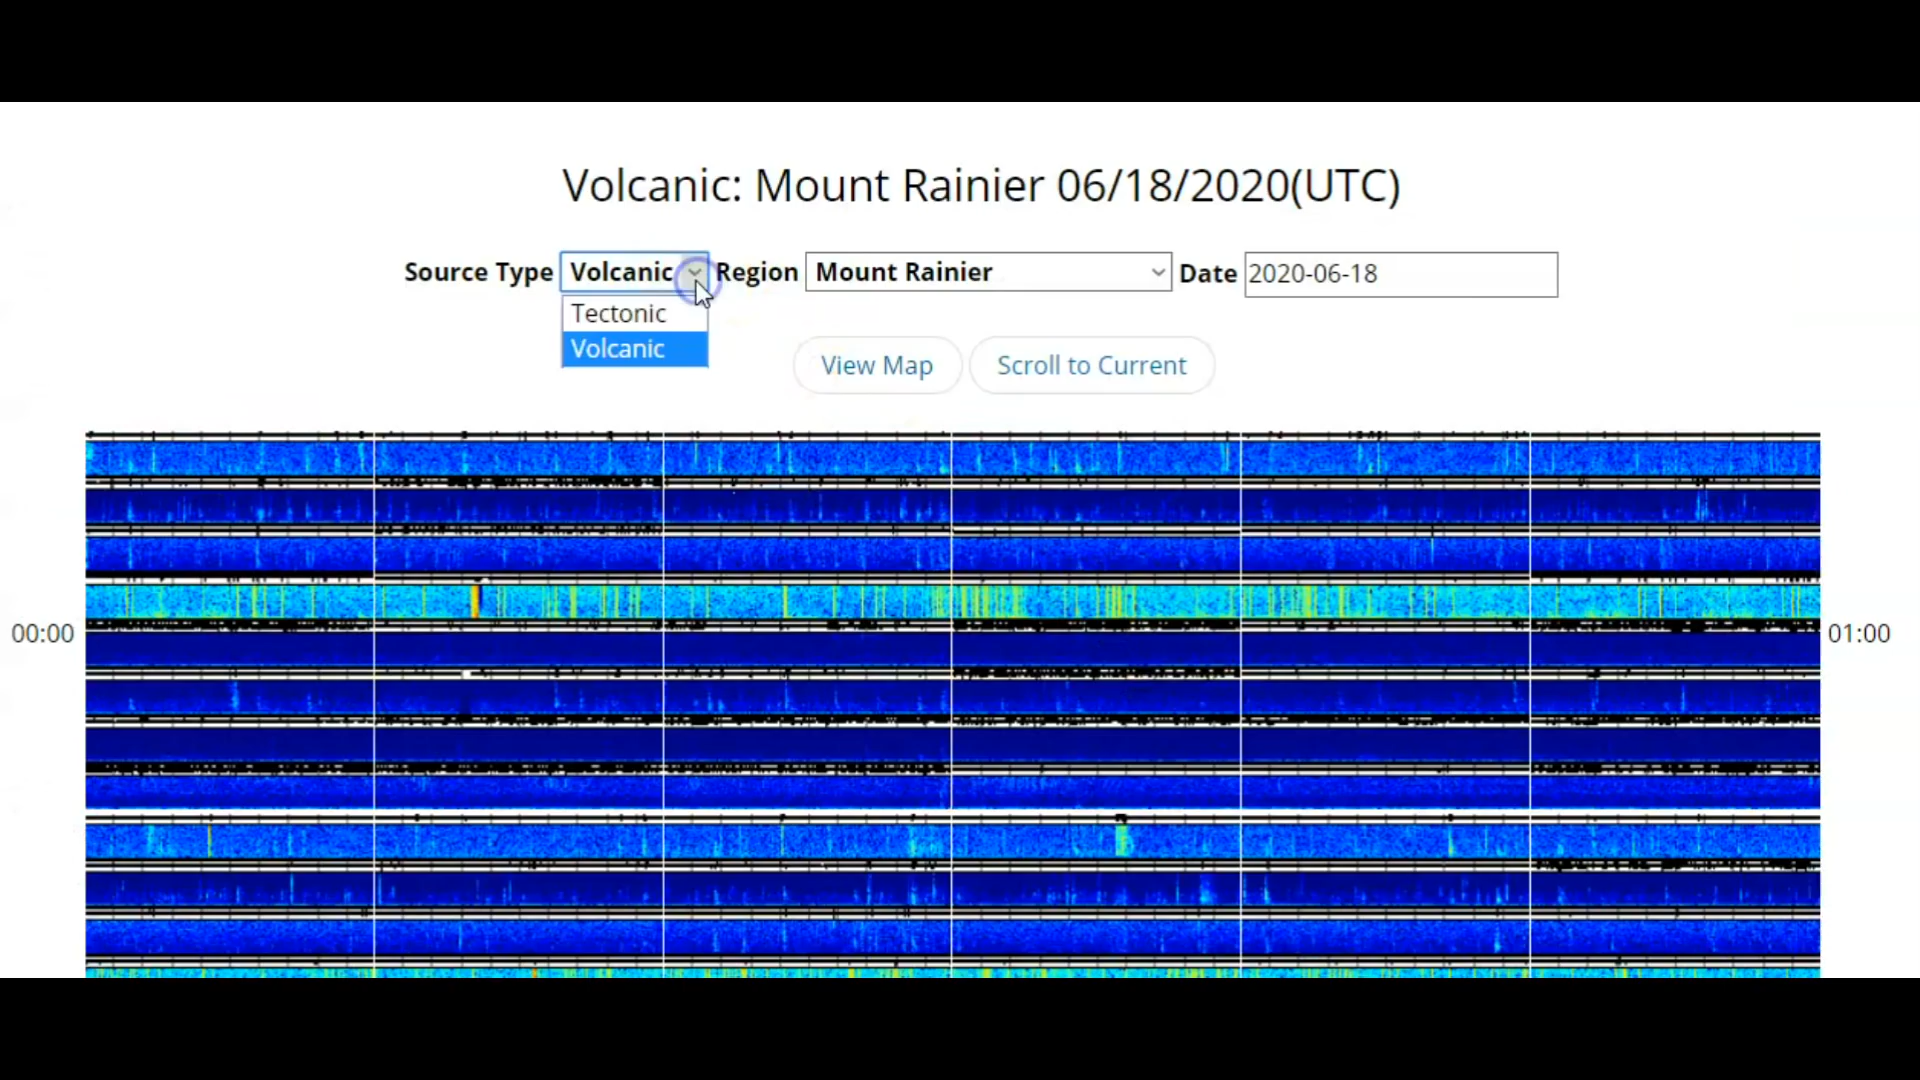 Volcanic: Mount Rainier 06/18/2020(UTC)
Source Type Volcanic Region Mount Rainier Date 2020-06-18
Tectonic
Volcanic
View Map Scroll to Current
00:00 01:00